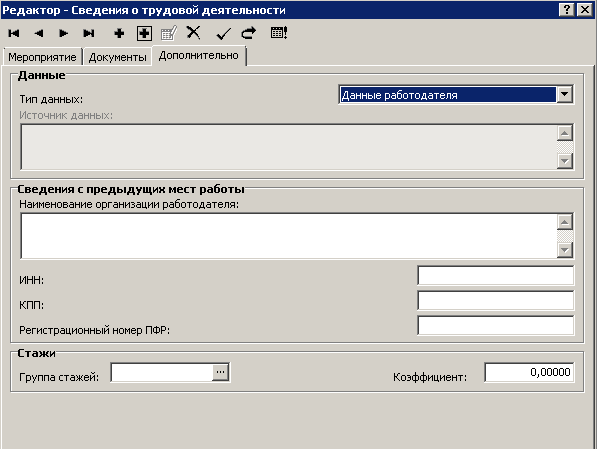 Редактор - Сведения о трудовой деятельности
Мероприятие Документы Дополнительно
Данные
Тип данных: Данные работодателя
Источник данных:
Сведения с предыдущих мест работы
Наименование организации работодателя:
ИНН:
КПП:
Регистрационный номер ПФР:
Стажи
Группа стажей: ... Коэффициент: 0,00000